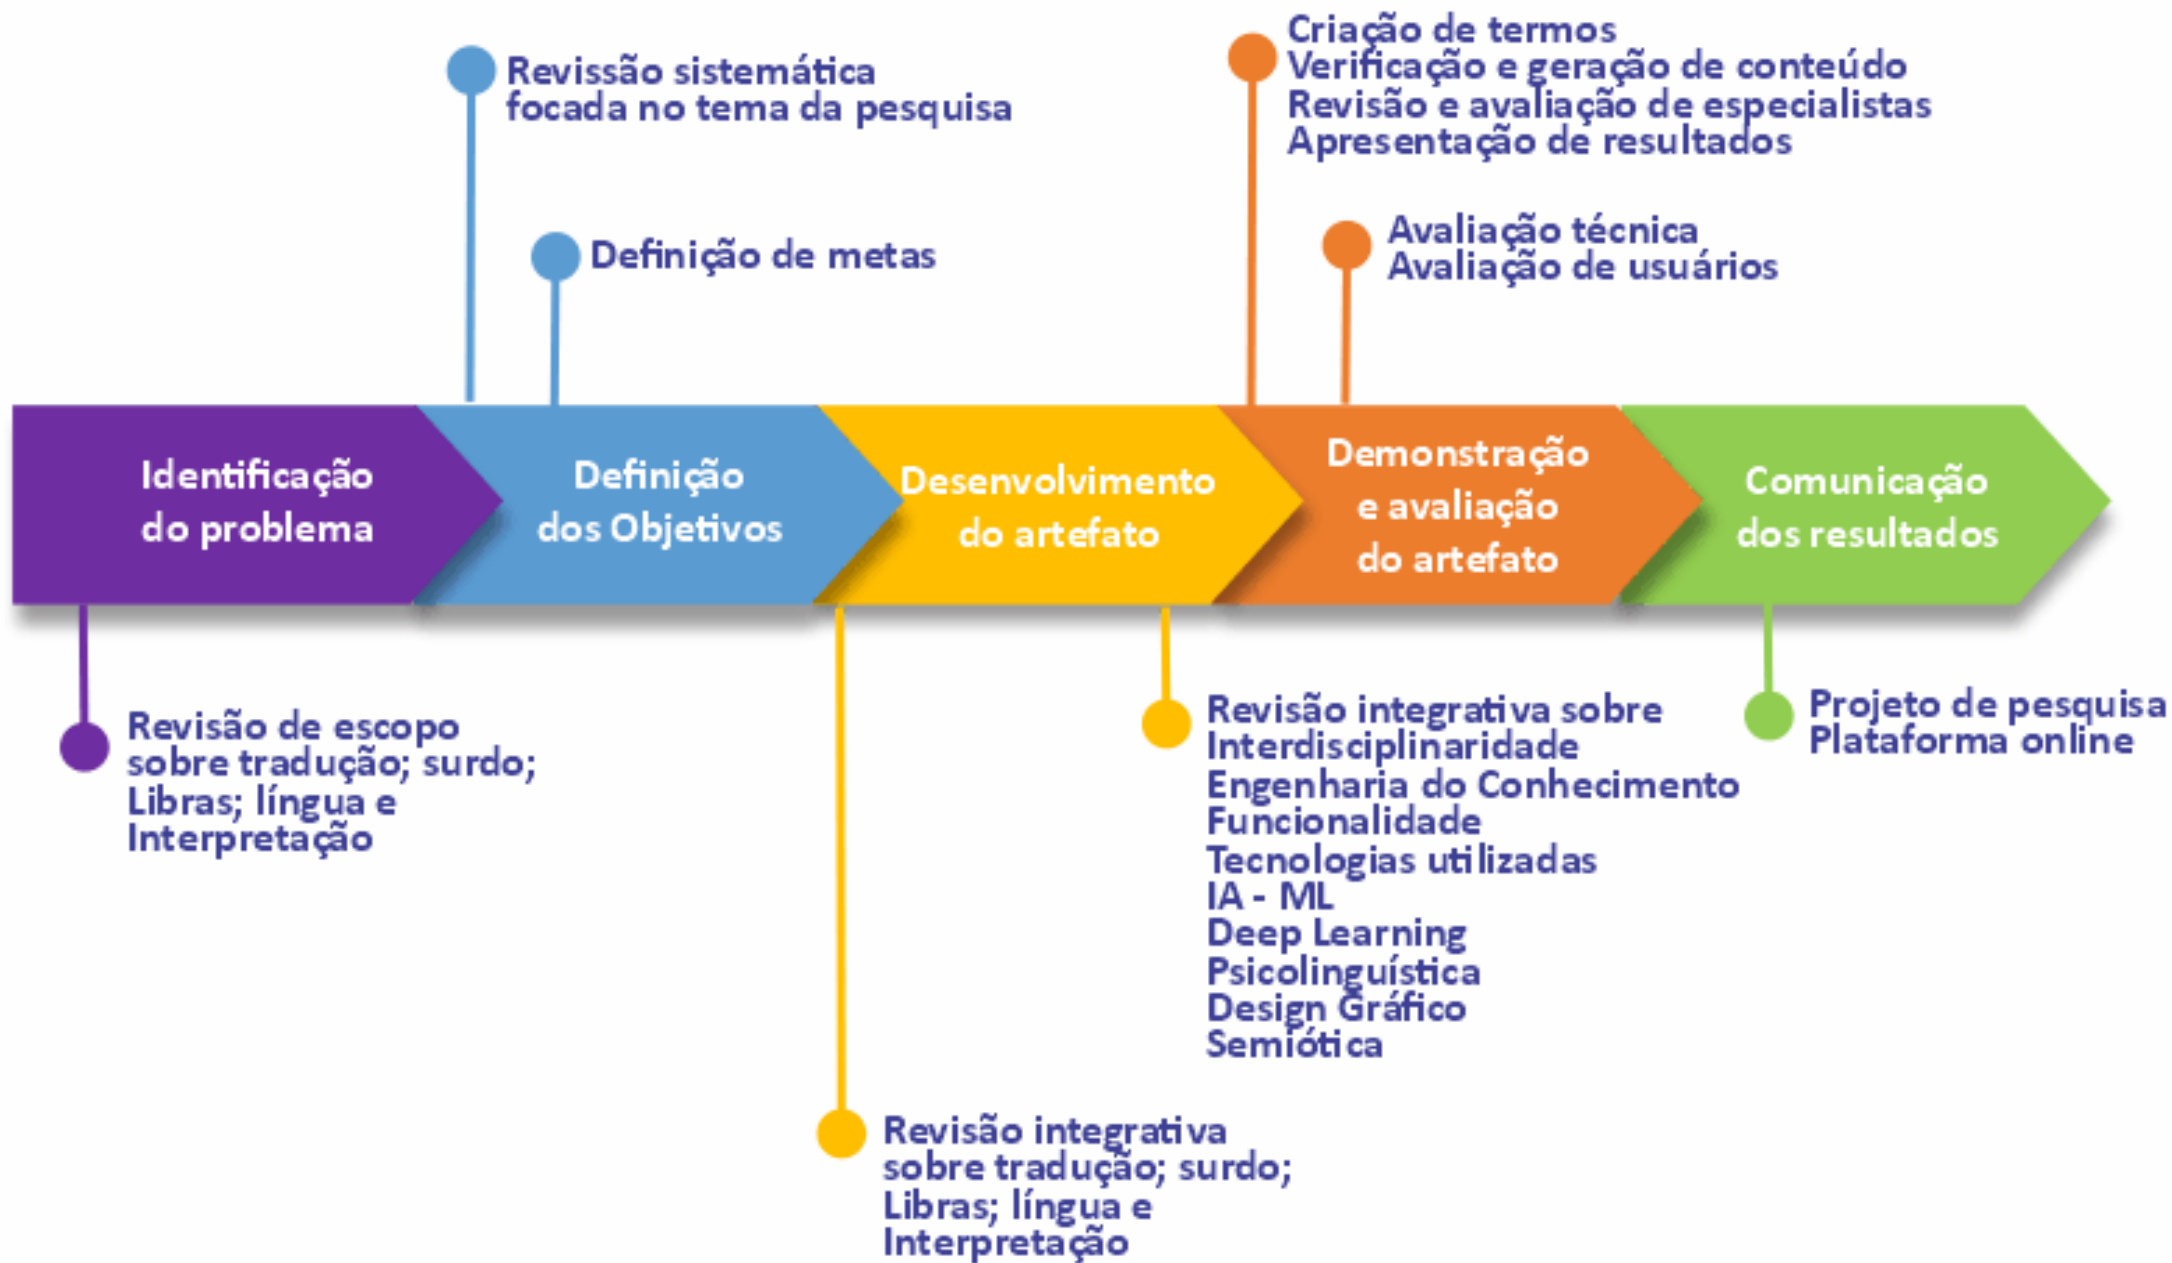 Revissão sistemática
focada no tema da pesquisa
Definição de metas
Criação de termos
Verificação e geração de conteúdo
Revisão e avaliação de especialistas
Apresentação de resultados
Avaliação técnica
Avaliação de usuários
Identificação
do problema
Definição
dos Objetivos
Desenvolvimento
do artefato
Demonstração
e avaliação
do artefato
Comunicação
dos resultados
Revisão de escopo
sobre tradução; surdo;
Libras; língua e
Interpretação
Revisão integrativa sobre
Interdisciplinaridade
Engenharia do Conhecimento
Funcionalidade
Tecnologias utilizadas
IA - ML
Deep Learning
Psicolinguística
Design Gráfico
Semiótica
Projeto de pesquisa
Plataforma online
Revisão integrativa
sobre tradução; surdo;
Libras; língua e
Interpretação